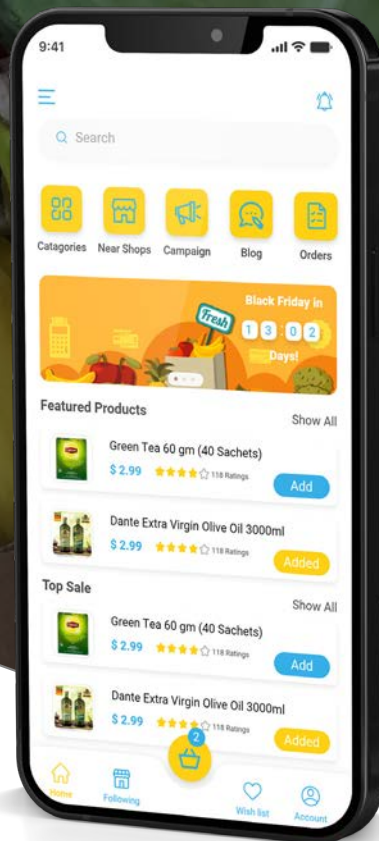 9:41
Search
Catagories Near Shops Campaign Blog Orders
Fresh
Black Friday in
1 3 : 0 2
Days!
Featured Products Show All
Green Tea 60 gm (40 Sachets)
$ 2.99 118 Ratings Add
Dante Extra Virgin Olive Oil 3000ml
$ 2.99 118 Ratings Added
Top Sale Show All
Green Tea 60 gm (40 Sachets)
$ 2.99 118 Ratings Add
Dante Extra Virgin Olive Oil 3000ml
$ 2.99 118 Ratings Added
2
Home Following Wish list Account